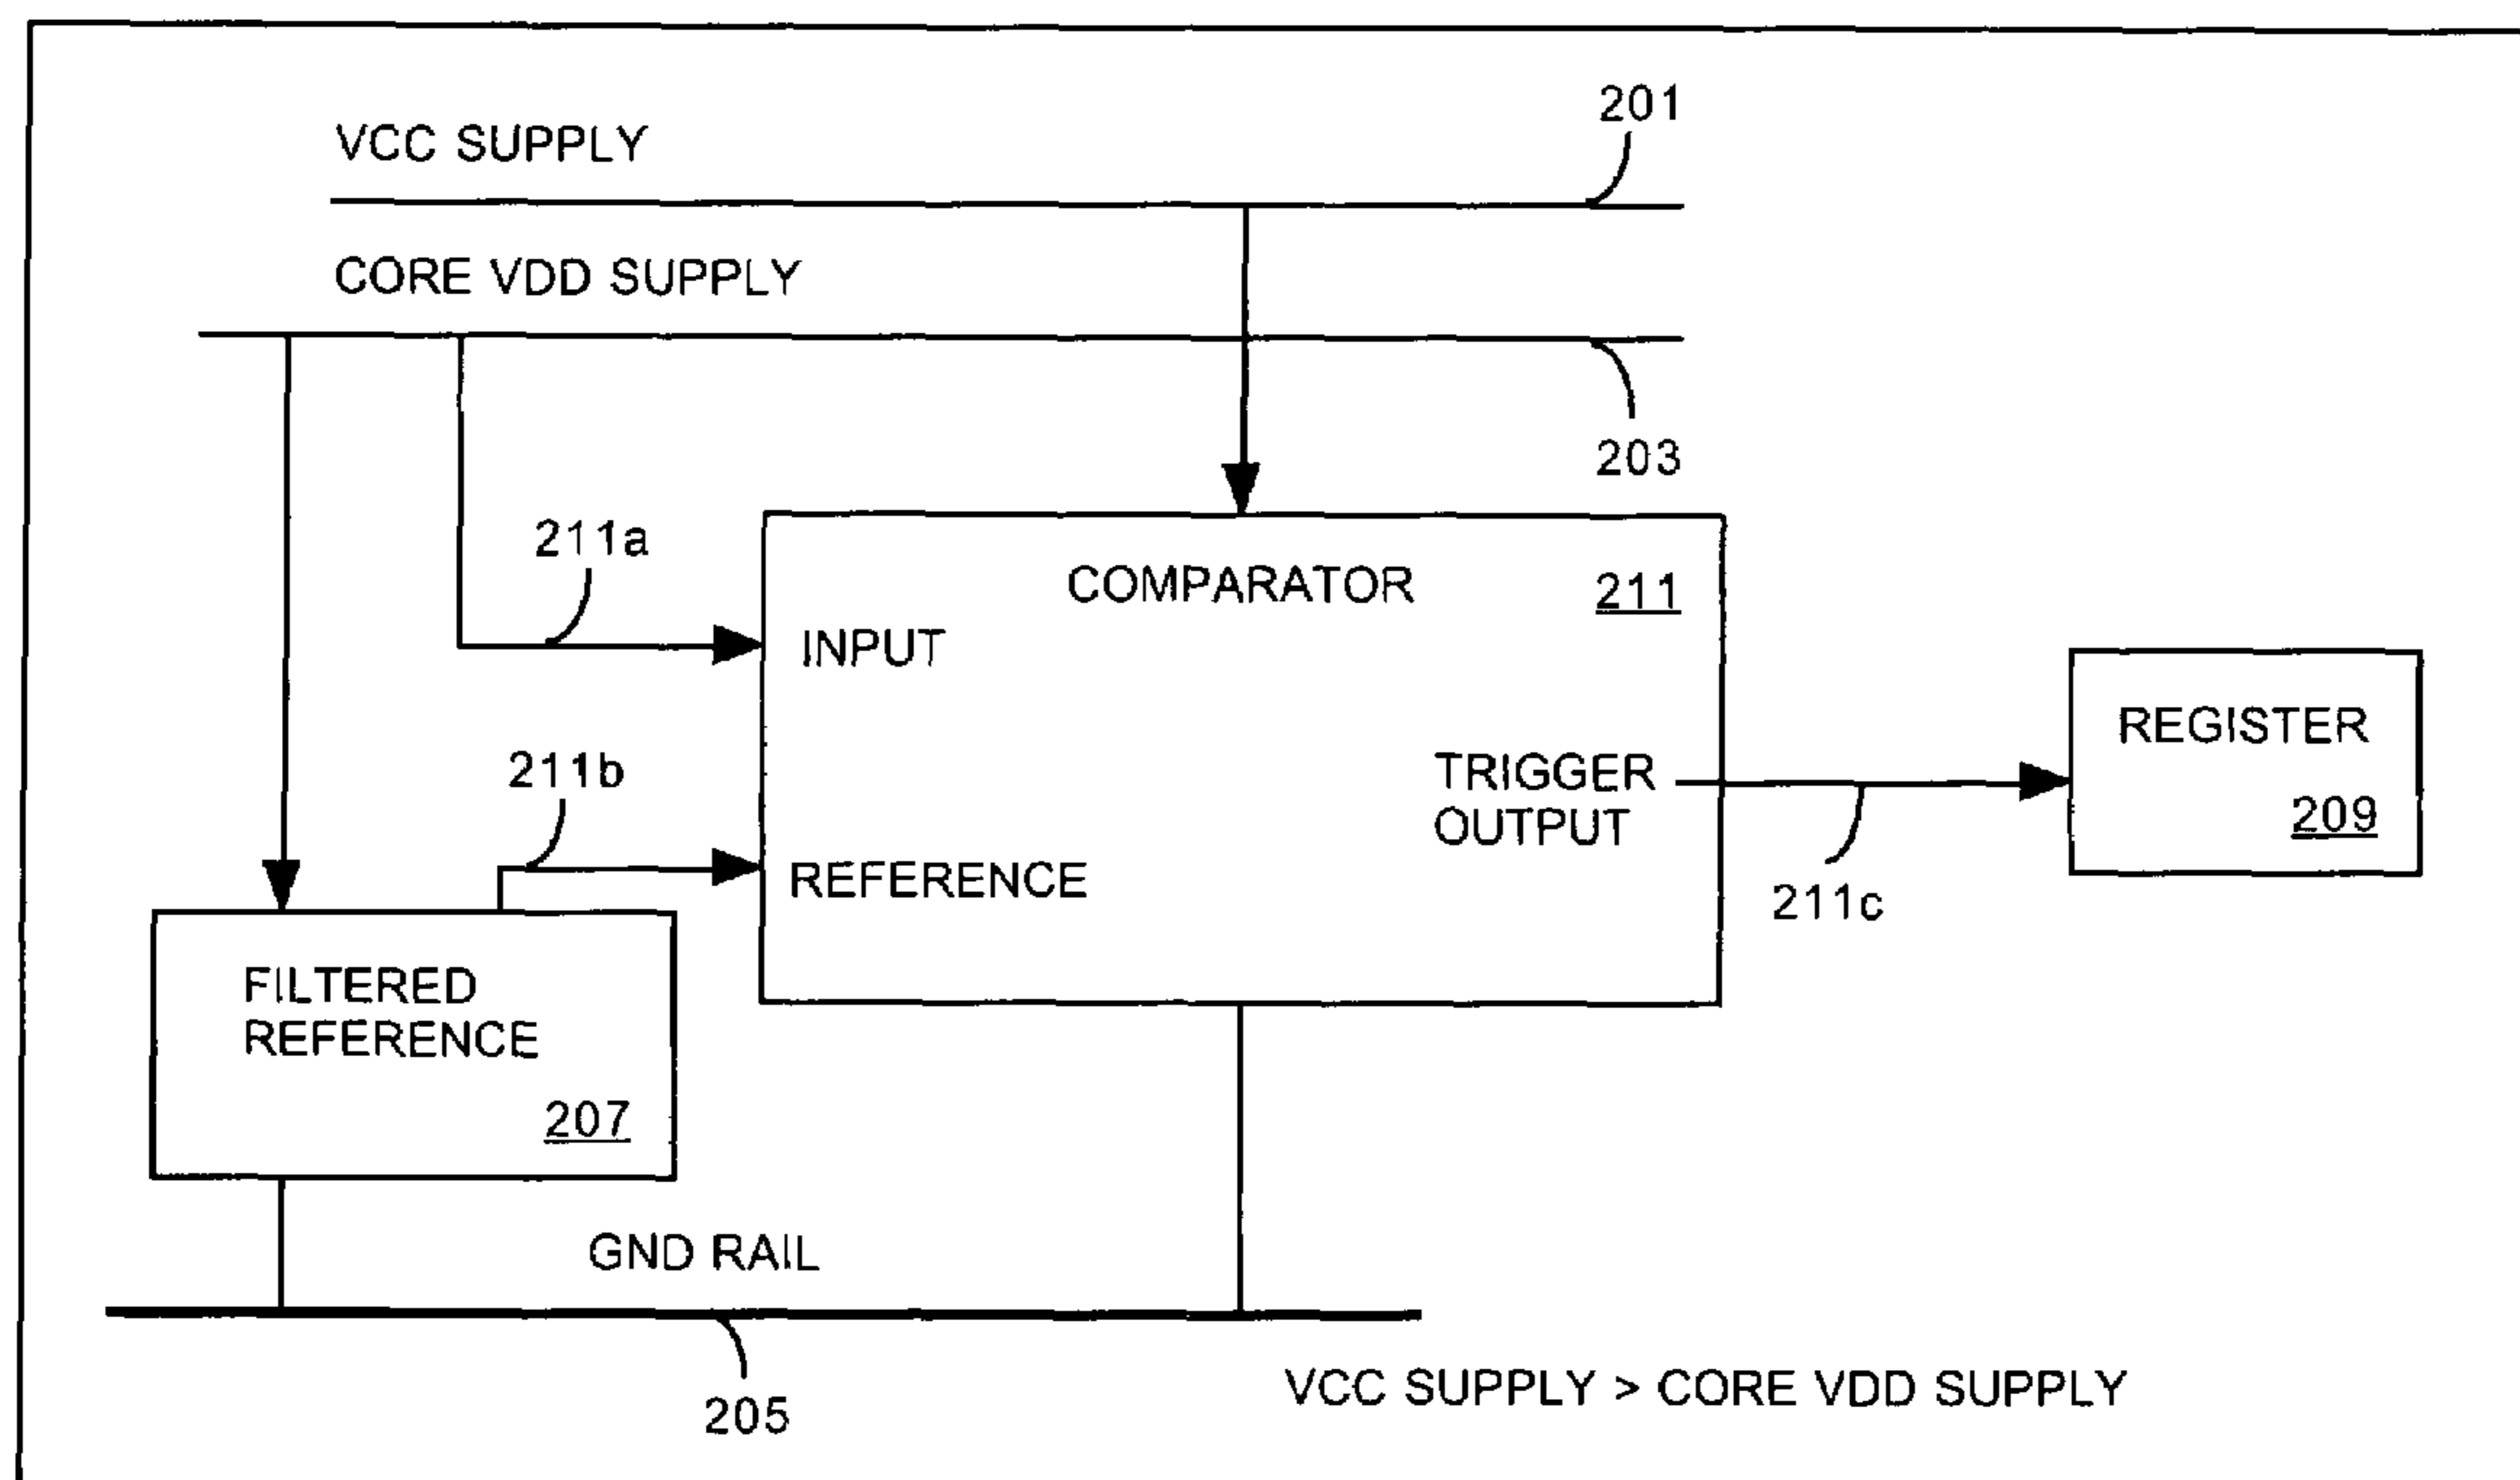 201
VCC SUPPLY
CORE VDD SUPPLY
203
211a
COMPARATOR
211
INPUT
REGISTER
209
211b
TRIGGER
OUTPUT
REFERENCE
211c
FILTERED
REFERENCE
207
GND RAIL
205
VCC SUPPLY > CORE VDD SUPPLY